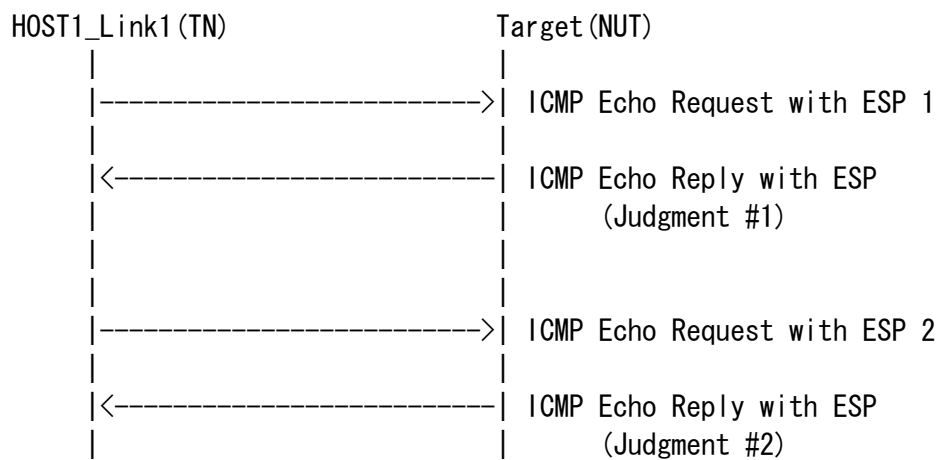 HOST1_Link1(TN)                Target(NUT)
     |                          |
     |------------------------->| ICMP Echo Request with ESP 1
     |                          |
     |<-------------------------| ICMP Echo Reply with ESP
     |                          |      (Judgment #1)
     |                          |
     |                          |
     |------------------------->| ICMP Echo Request with ESP 2
     |                          |
     |<-------------------------| ICMP Echo Reply with ESP
     |                          |      (Judgment #2)